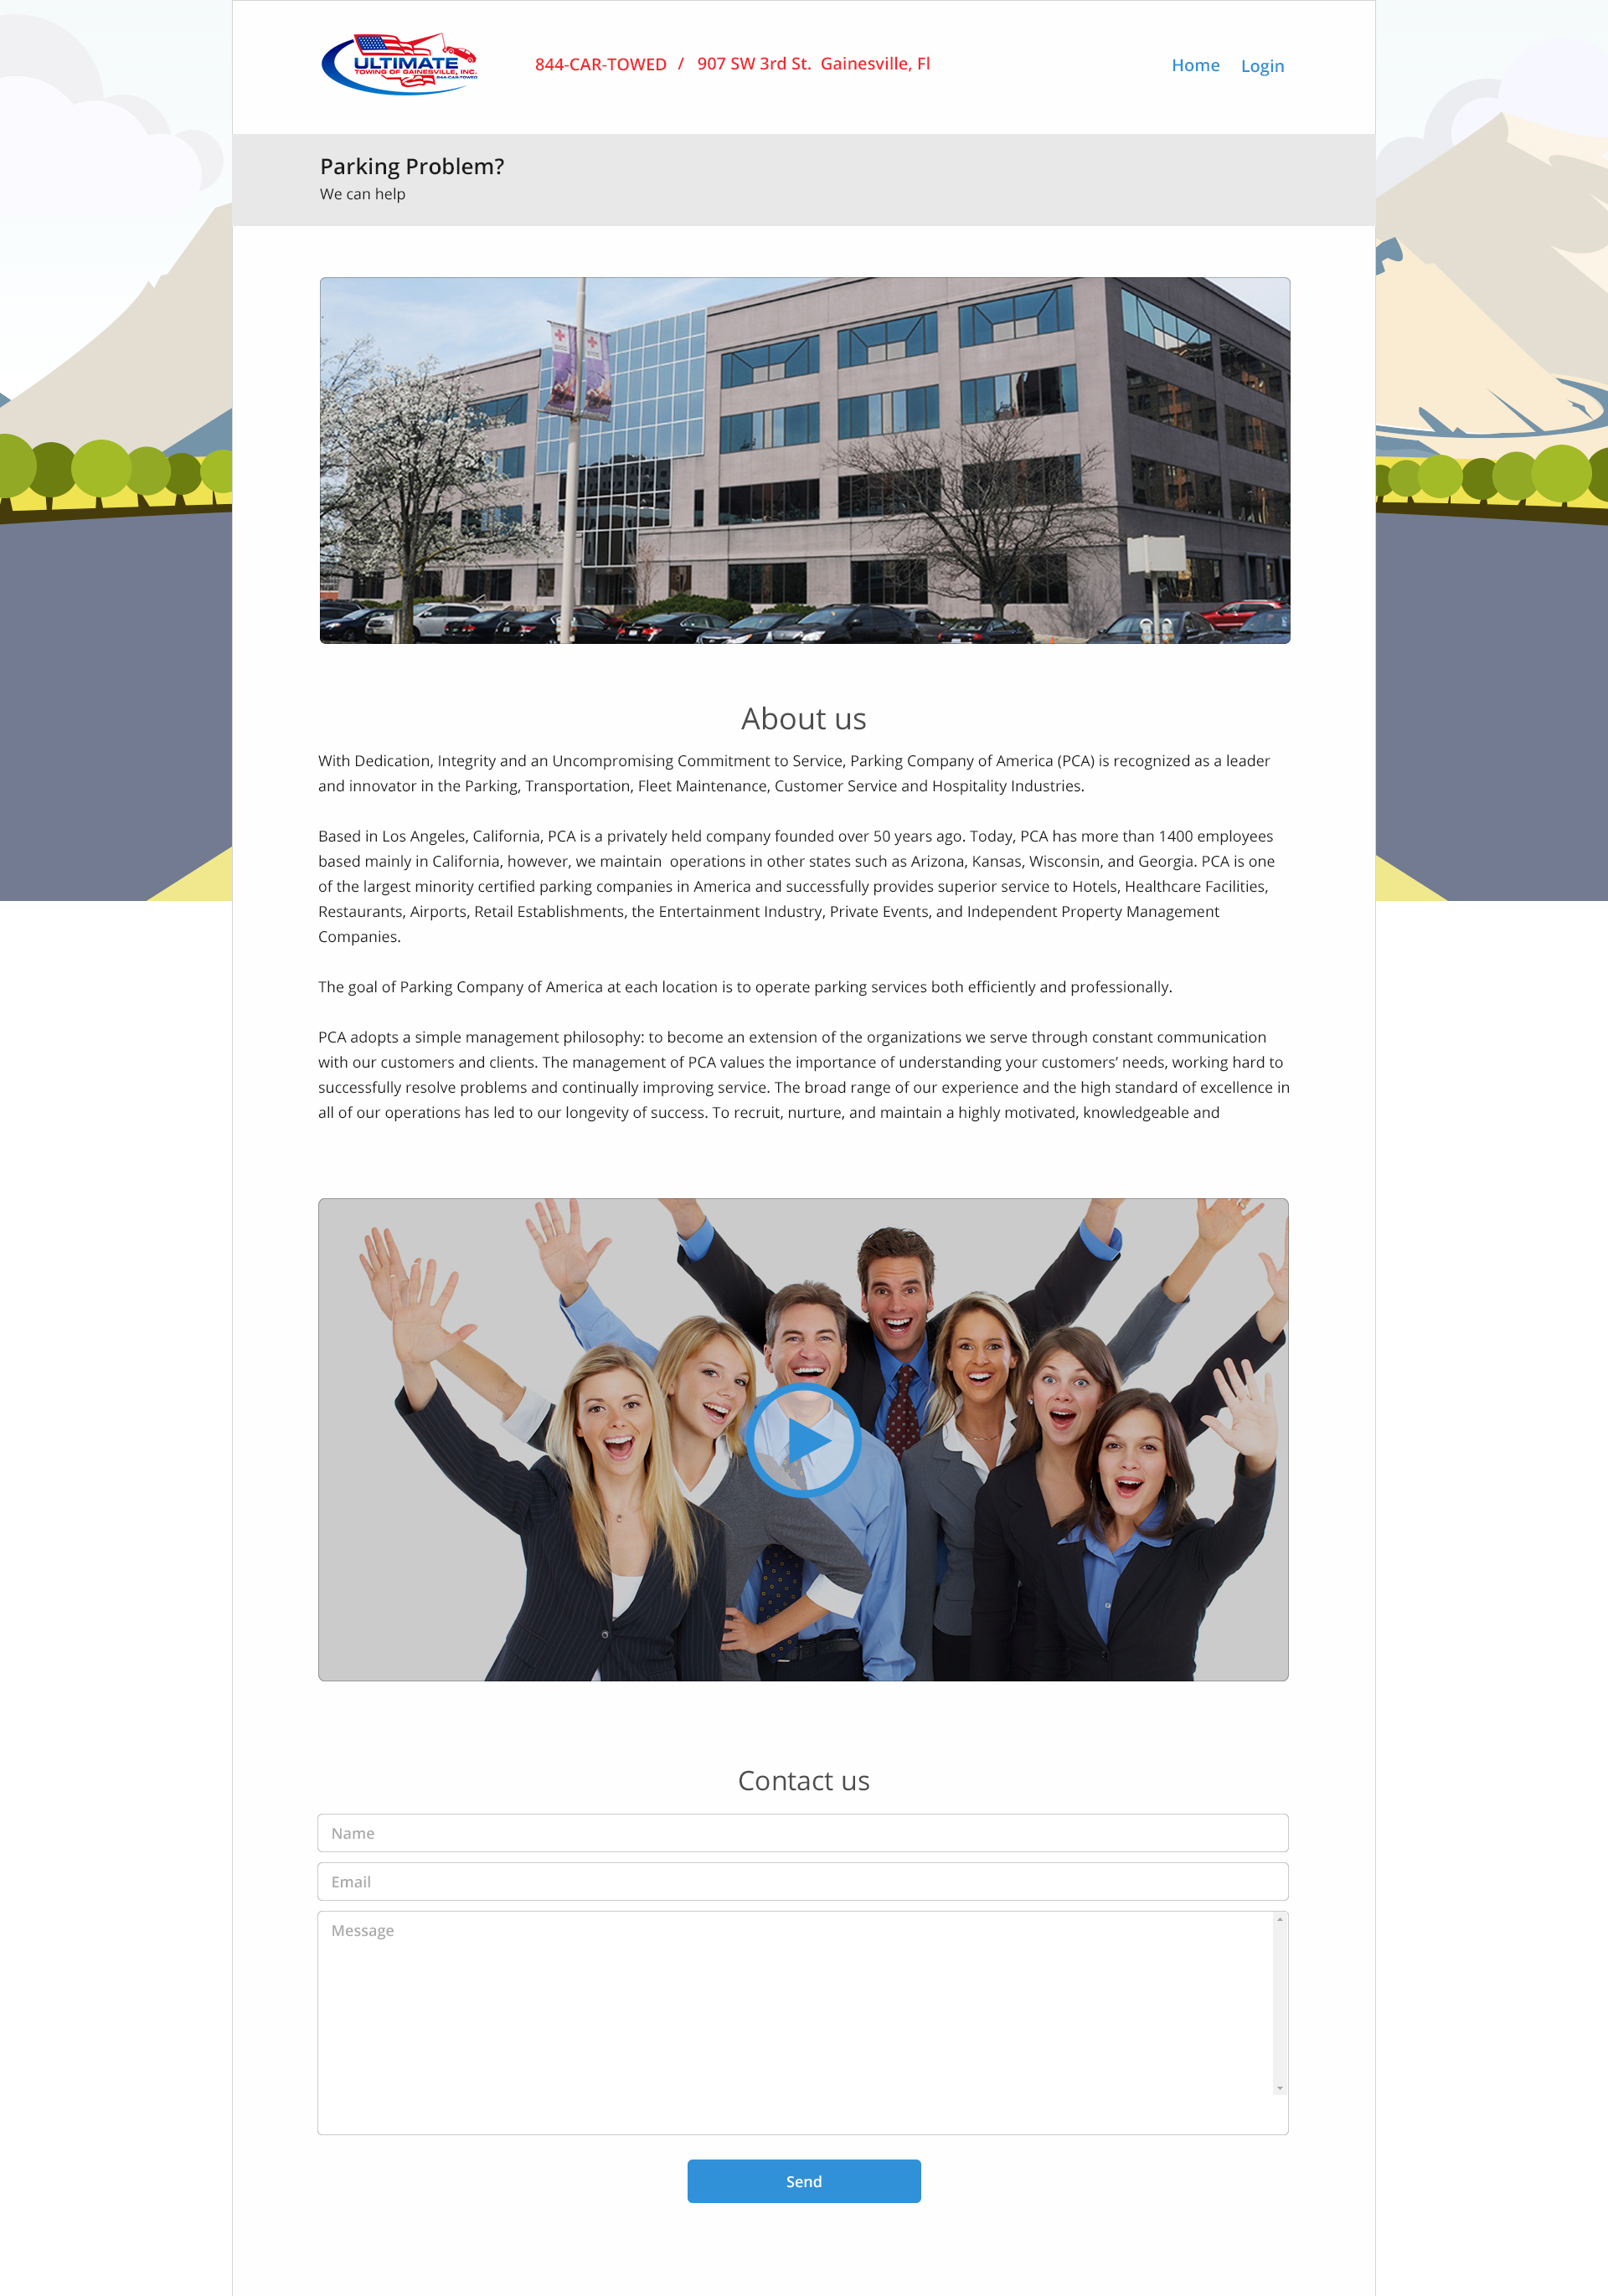 ULTIMATE
TOWING OF GAINESVILLE, INC.
844-CAR-TOWED
844-CAR-TOWED / 907 SW 3rd St. Gainesville, Fl
Home Login
Parking Problem?
We can help
About us
With Dedication, Integrity and an Uncompromising Commitment to Service, Parking Company of America (PCA) is recognized as a leader
and innovator in the Parking, Transportation, Fleet Maintenance, Customer Service and Hospitality Industries.
Based in Los Angeles, California, PCA is a privately held company founded over 50 years ago. Today, PCA has more than 1400 employees
based mainly in California, however, we maintain operations in other states such as Arizona, Kansas, Wisconsin, and Georgia. PCA is one
of the largest minority certified parking companies in America and successfully provides superior service to Hotels, Healthcare Facilities,
Restaurants, Airports, Retail Establishments, the Entertainment Industry, Private Events, and Independent Property Management
Companies.
The goal of Parking Company of America at each location is to operate parking services both efficiently and professionally.
PCA adopts a simple management philosophy: to become an extension of the organizations we serve through constant communication
with our customers and clients. The management of PCA values the importance of understanding your customers’ needs, working hard to
successfully resolve problems and continually improving service. The broad range of our experience and the high standard of excellence in
all of our operations has led to our longevity of success. To recruit, nurture, and maintain a highly motivated, knowledgeable and
Contact us
Name
Email
Message
Send